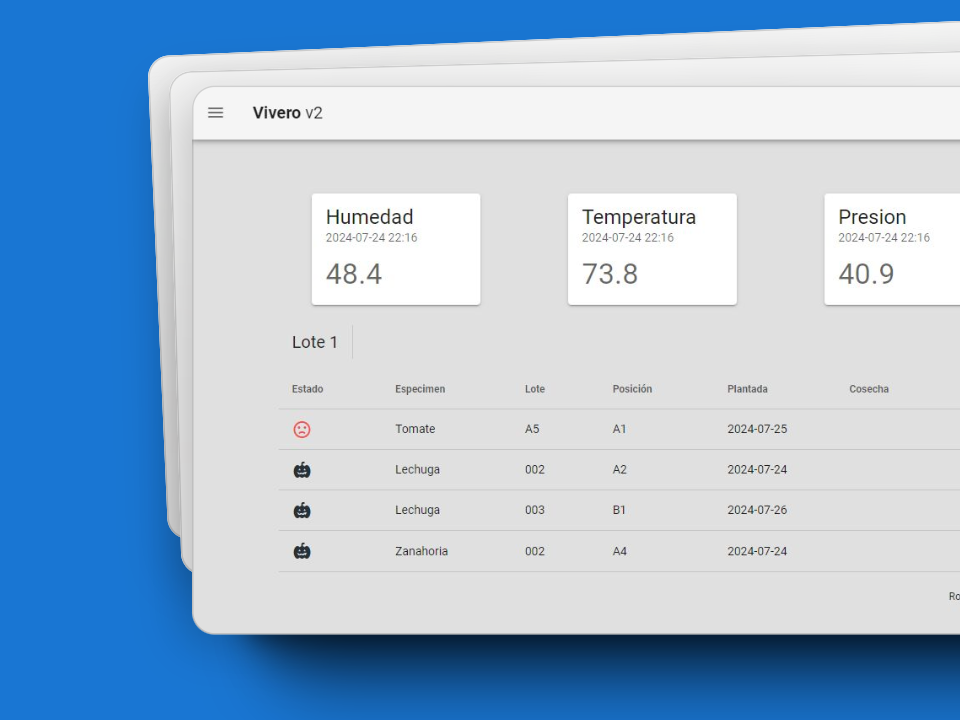 Vivero v2
Humedad
2024-07-24 22:16
48.4
Temperatura
2024-07-24 22:16
73.8
Presion
2024-07-24 22:16
40.9
Lote 1
Estado Especimen Lote Posición Plantada Cosecha
Tomate A5 A1 2024-07-25
Lechuga 002 A2 2024-07-24
Lechuga 003 B1 2024-07-26
Zanahoria 002 A4 2024-07-24